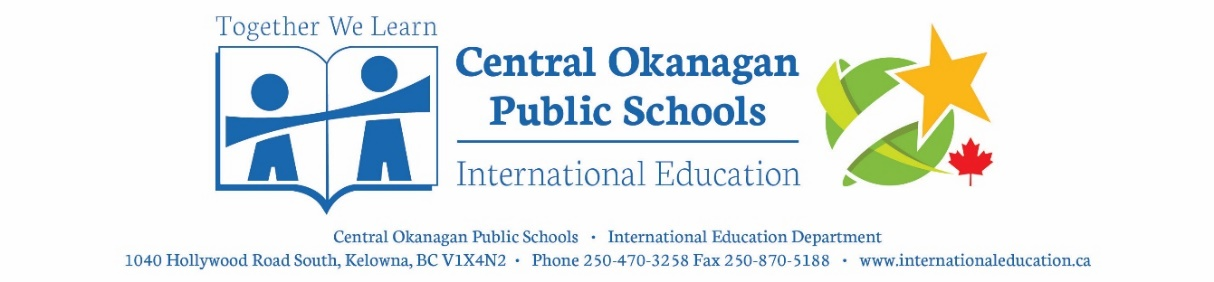 Together We Learn
Central Okanagan
Public Schools
International Education
Central Okanagan Public Schools • International Education Department
1040 Hollywood Road South, Kelowna, BC V1X4N2 • Phone 250-470-3258 Fax 250-870-5188 • www.internationaleducation.ca